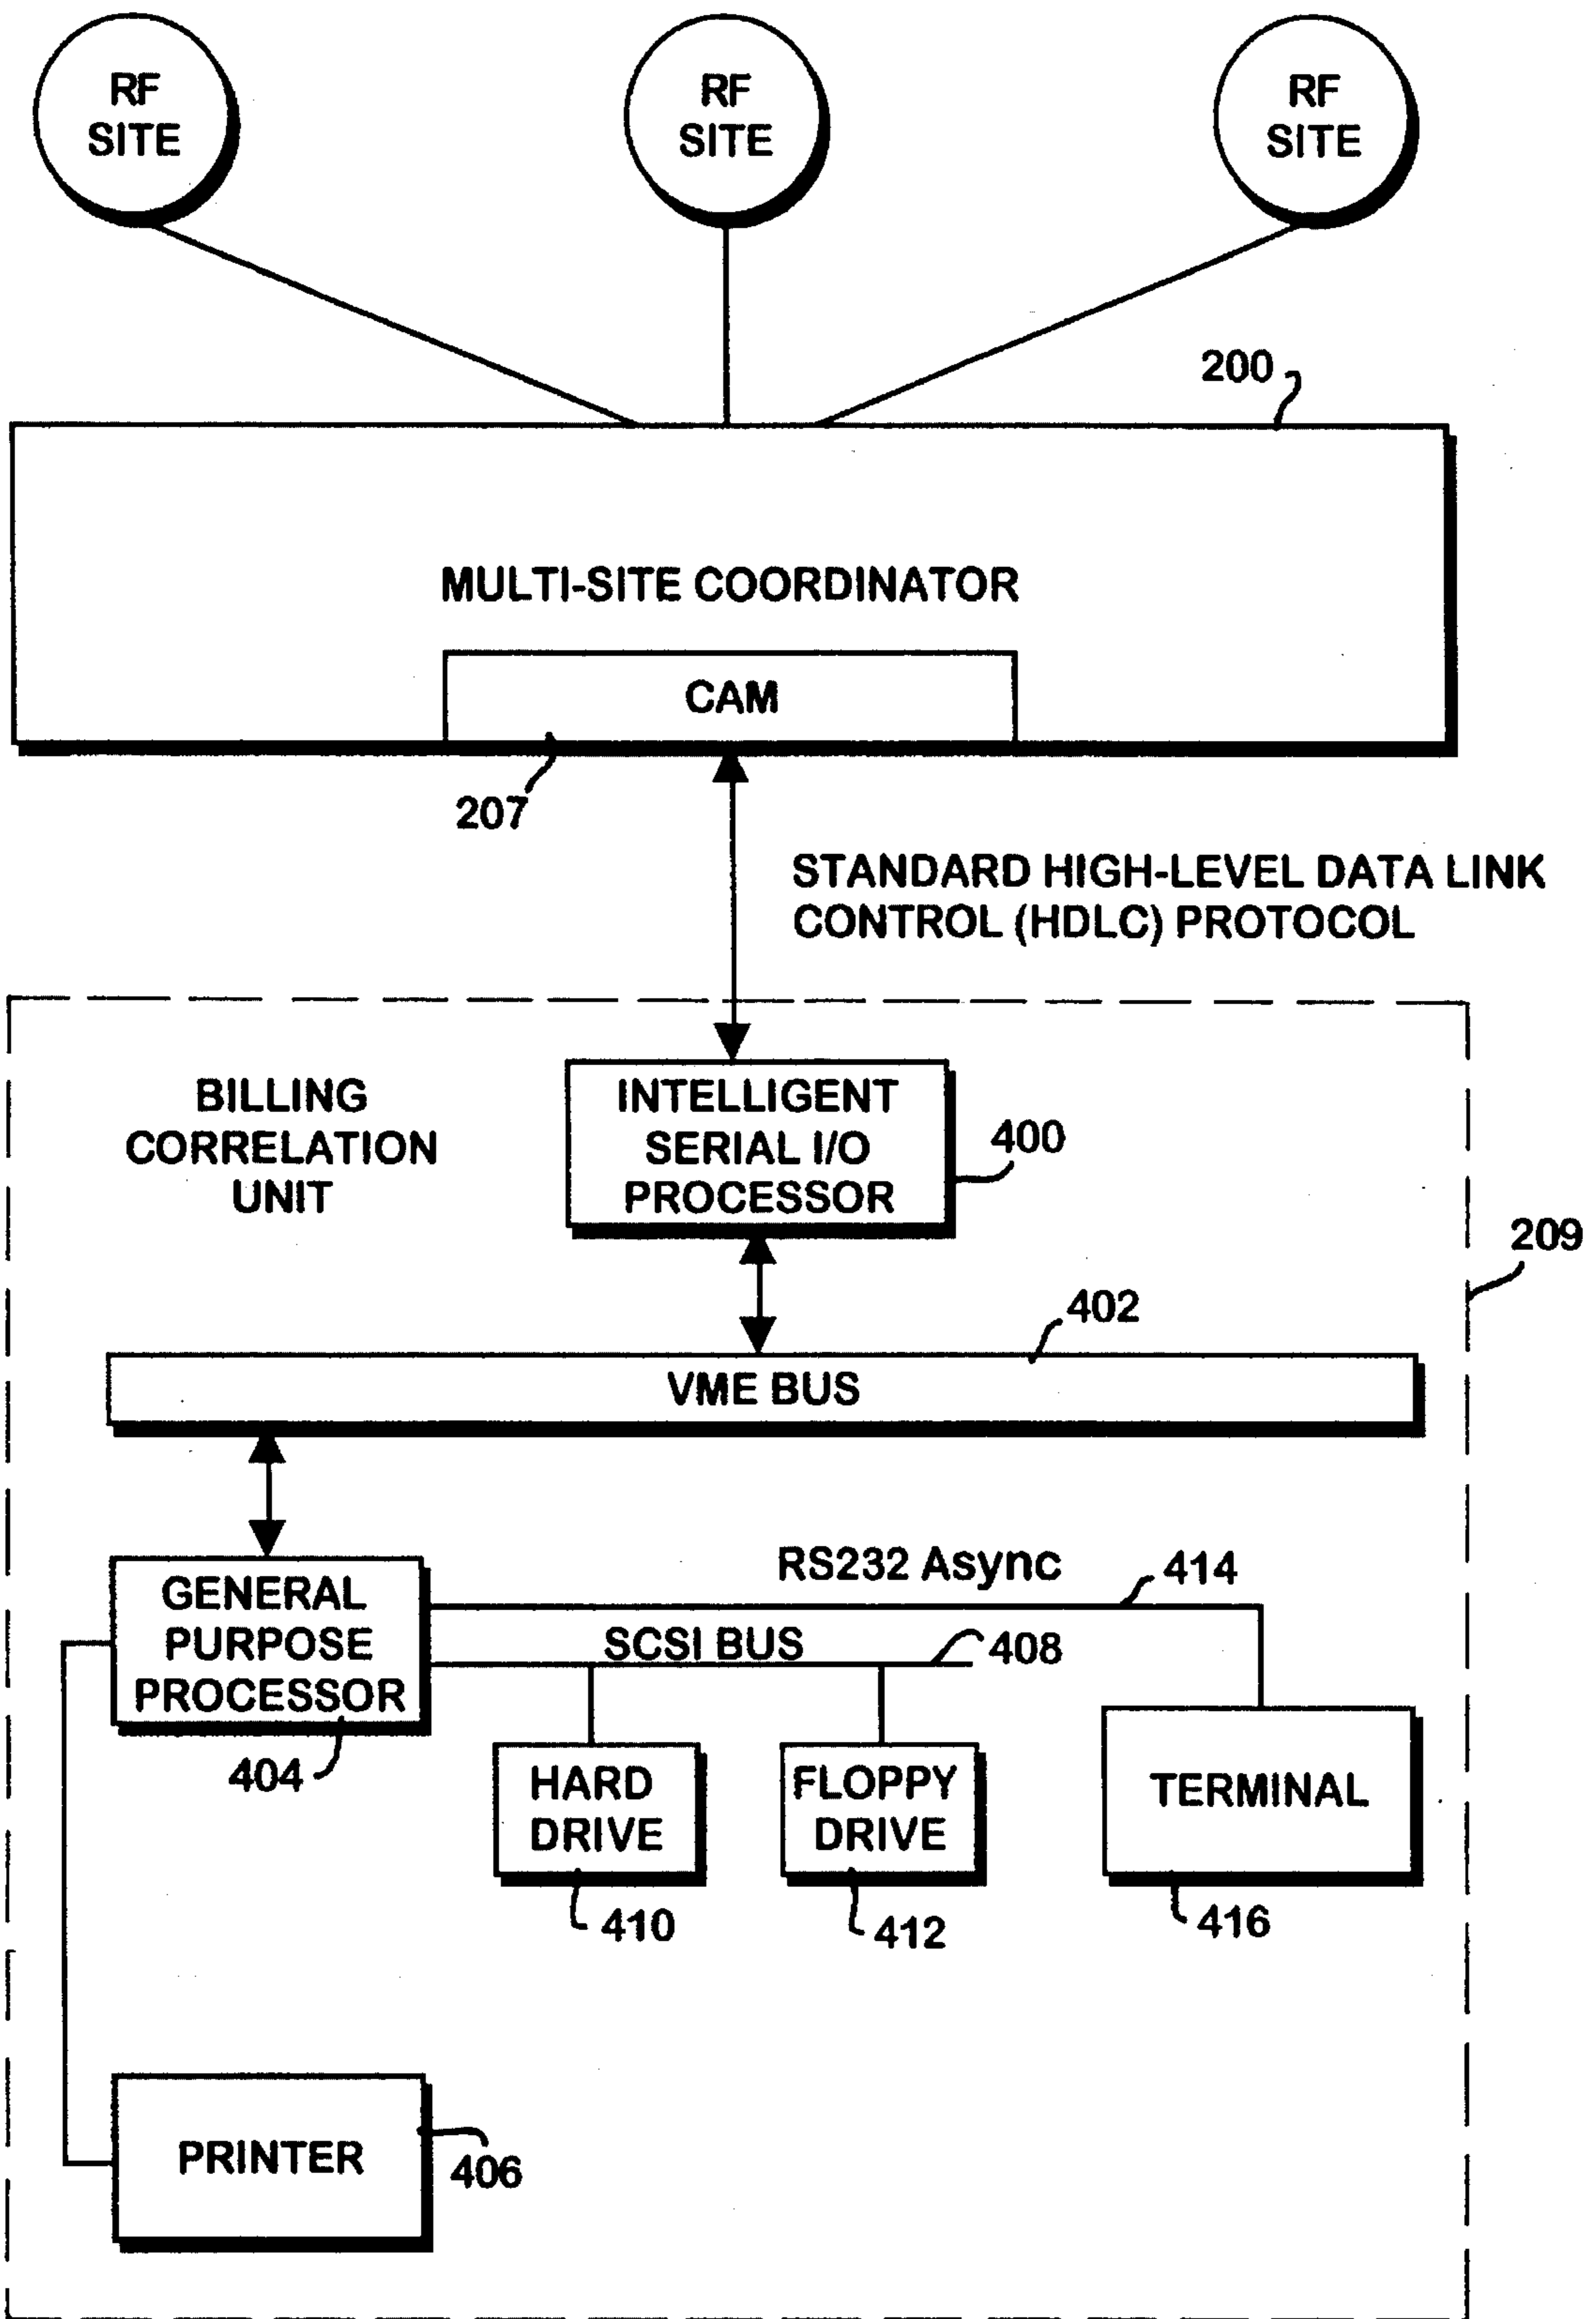 RF
SITE
RF
SITE
RF
SITE
200
MULTI-SITE COORDINATOR
CAM
207
STANDARD HIGH-LEVEL DATA LINK
CONTROL (HDLC) PROTOCOL
BILLING
CORRELATION
UNIT
INTELLIGENT
SERIAL I/O
PROCESSOR
400
209
402
VME BUS
GENERAL
PURPOSE
PROCESSOR
404
RS232 Async
414
SCSI BUS
408
HARD
DRIVE
410
FLOPPY
DRIVE
412
TERMINAL
416
PRINTER
406